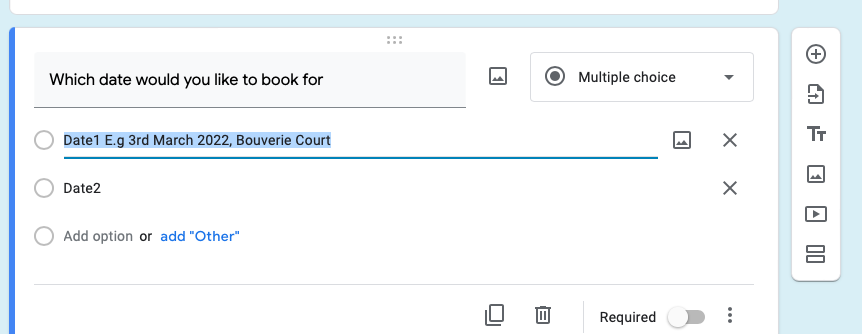 Which date would you like to book for
Multiple choice
Date1 E.g 3rd March 2022, Bouverie Court
Date2
Add option or add "Other"
Required
Tт